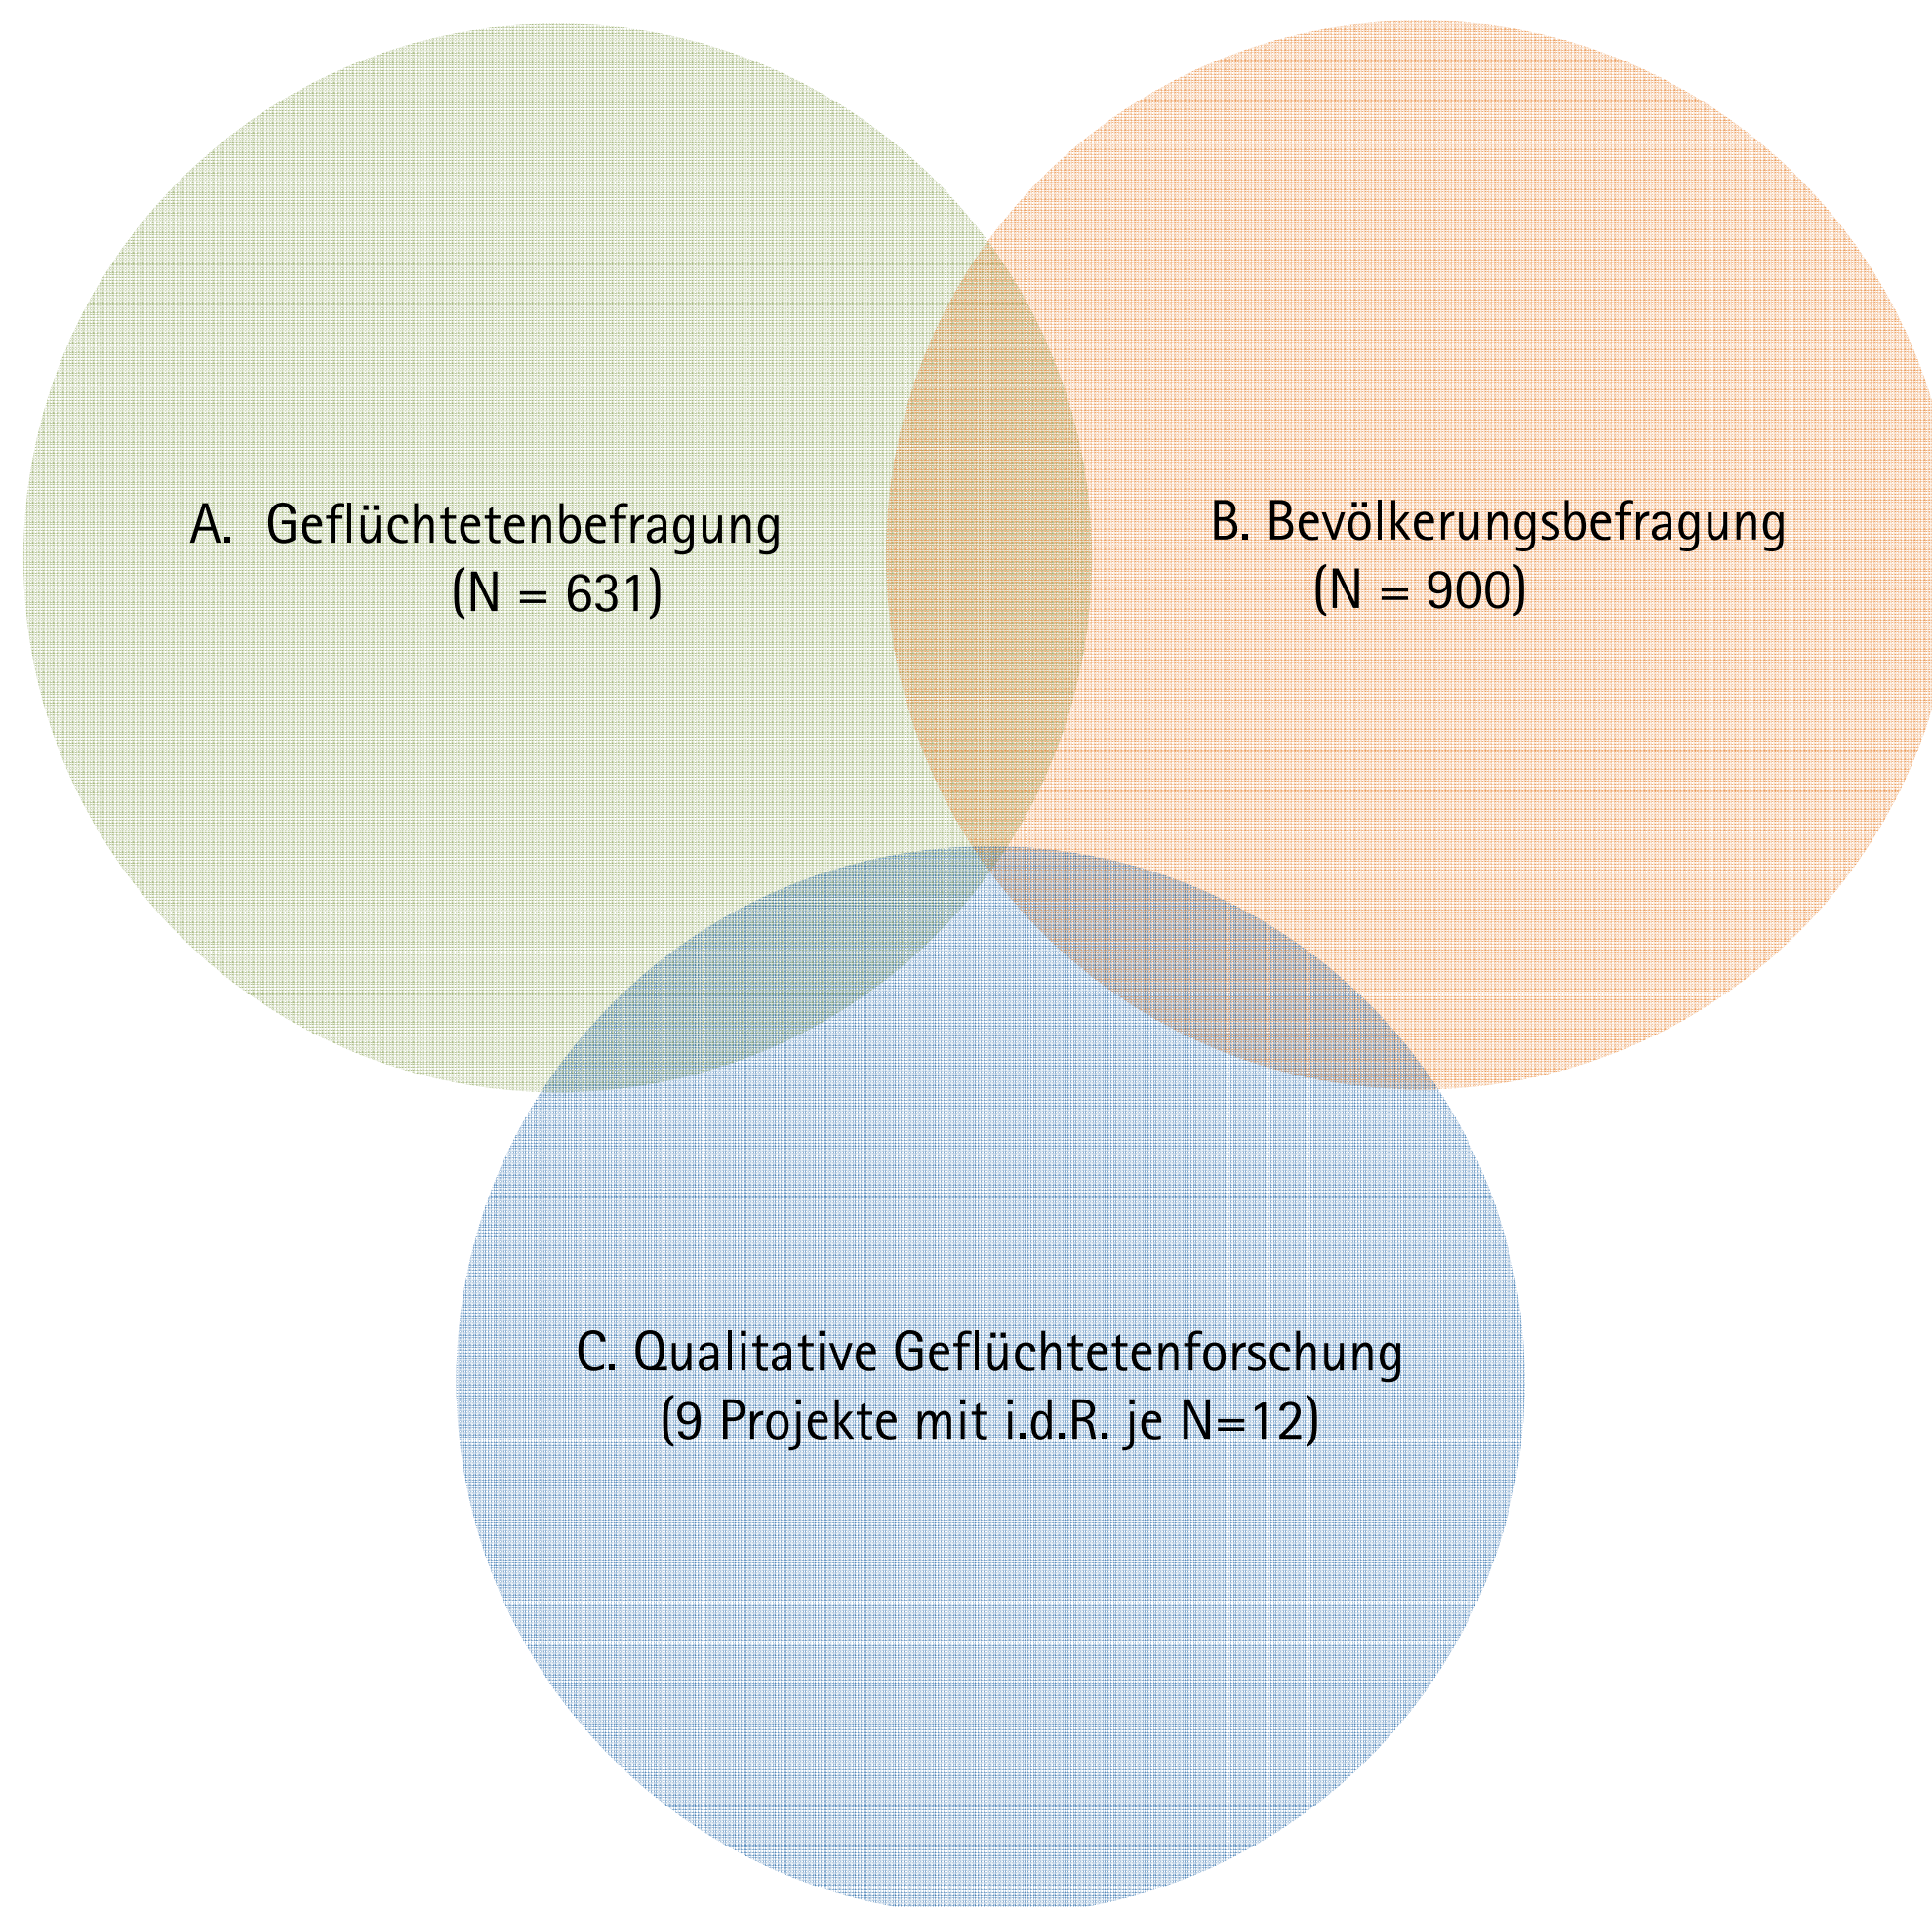 A. Geflüchtetenbefragung
(N = 631)
B. Bevölkerungsbefragung
(N = 900)
C. Qualitative Geflüchtetenforschung
(9 Projekte mit i.d.R. je N=12)